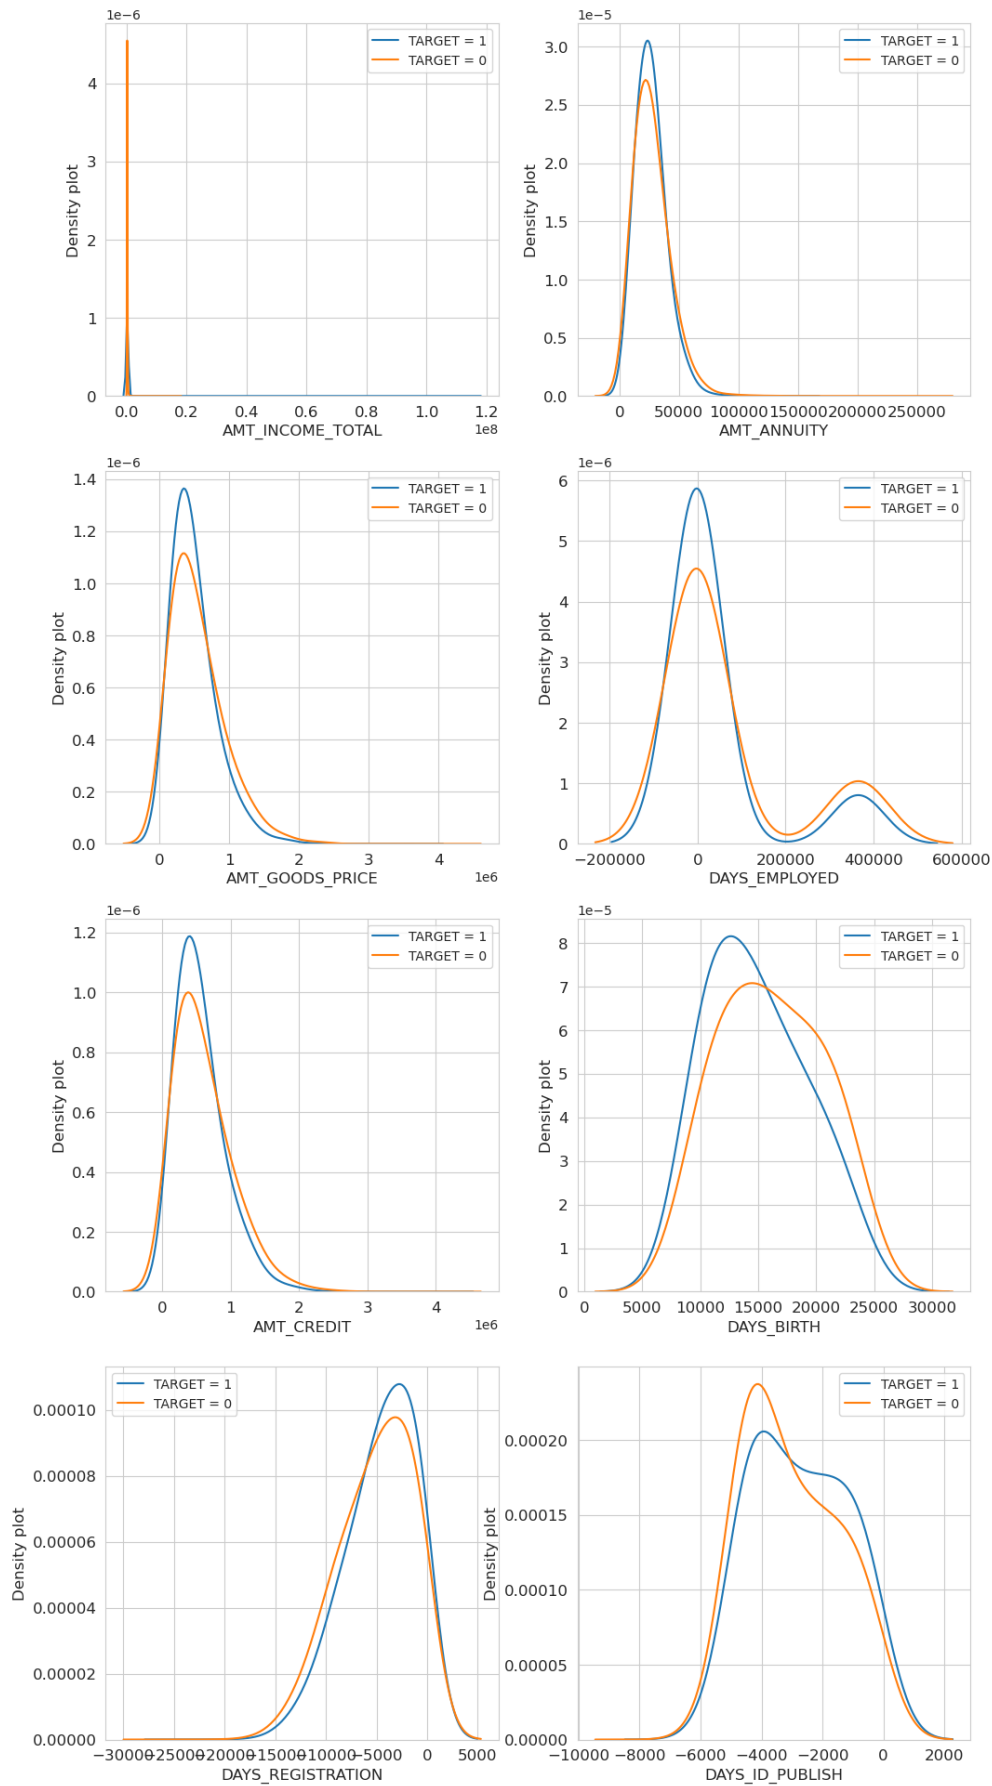 1e−6
TARGET = 1
TARGET = 0
4
3
2
1
0
Density plot
0.0 0.2 0.4 0.6 0.8 1.0 1.2
1e8
AMT_INCOME_TOTAL
1e−5
TARGET = 1
TARGET = 0
3.0
2.5
2.0
1.5
1.0
0.5
0.0
Density plot
0 50000 100000 150000 200000 250000
AMT_ANNUITY
1e−6
TARGET = 1
TARGET = 0
1.4
1.2
1.0
0.8
0.6
0.4
0.2
0.0
Density plot
0 1 2 3 4
1e6
AMT_GOODS_PRICE
1e−6
TARGET = 1
TARGET = 0
6
5
4
3
2
1
0
Density plot
−200000 0 200000 400000 600000
DAYS_EMPLOYED
1e−6
TARGET = 1
TARGET = 0
1.2
1.0
0.8
0.6
0.4
0.2
0.0
Density plot
0 1 2 3 4
1e6
AMT_CREDIT
1e−5
TARGET = 1
TARGET = 0
8
7
6
5
4
3
2
1
0
Density plot
0 5000 10000 15000 20000 25000 30000
DAYS_BIRTH
TARGET = 1
TARGET = 0
0.00010
0.00008
0.00006
0.00004
0.00002
0.00000
Density plot
−30000 −25000 −20000 −15000 −10000 −5000 0 5000
DAYS_REGISTRATION
TARGET = 1
TARGET = 0
0.00020
0.00015
0.00010
0.00005
0.00000
Density plot
−10000 −8000 −6000 −4000 −2000 0 2000
DAYS_ID_PUBLISH